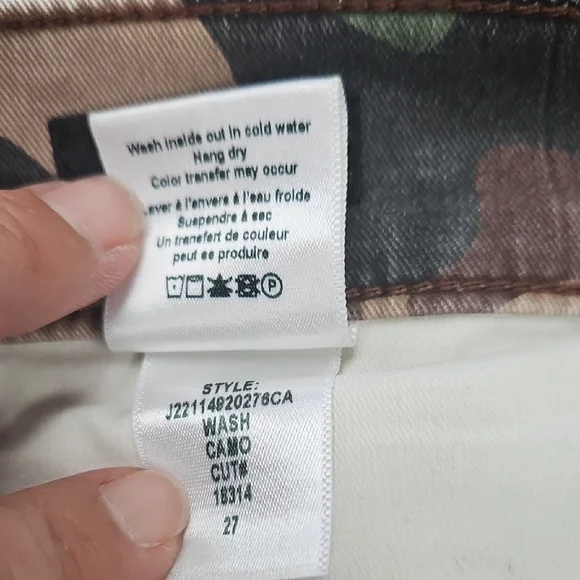 Wash inside out in cold water
Hang dry
Color transfer may occur
Laver à l'envers à l'eau froide
Suspendre à sec
Un transfert de couleur
peut se produire
P
STYLE:
J22114920276CA
WASH
CAMO
CUT#
18314
27